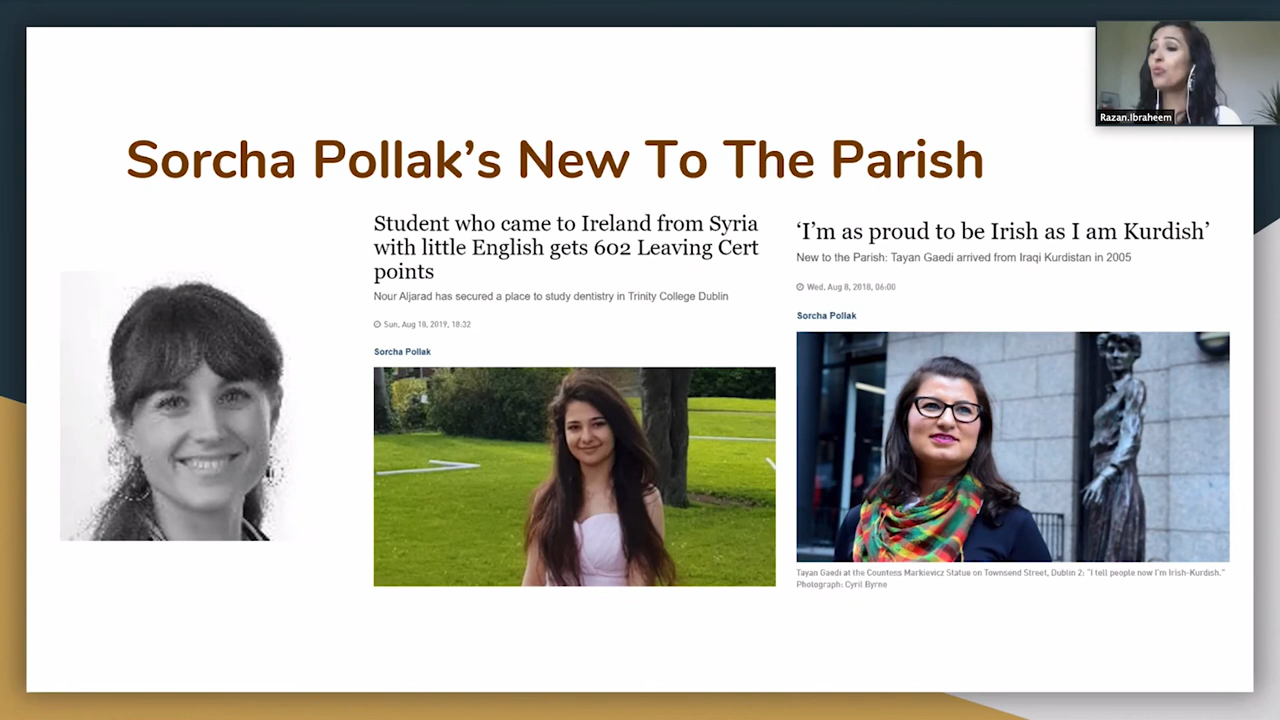 Razan.Ibraheem
Sorcha Pollak’s New To The Parish
Student who came to Ireland from Syria
with little English gets 602 Leaving Cert
points
Nour Aljarad has secured a place to study dentistry in Trinity College Dublin
Sun, Aug 18, 2019, 18:32
Sorcha Pollak
‘I’m as proud to be Irish as I am Kurdish’
New to the Parish: Tayan Gaedi arrived from Iraqi Kurdistan in 2005
Wed, Aug 8, 2018, 06:00
Sorcha Pollak
Tayan Gaedi at the Countess Markievicz Statue on Townsend Street, Dublin 2: “I tell people now I’m Irish-Kurdish.”
Photograph: Cyril Byrne